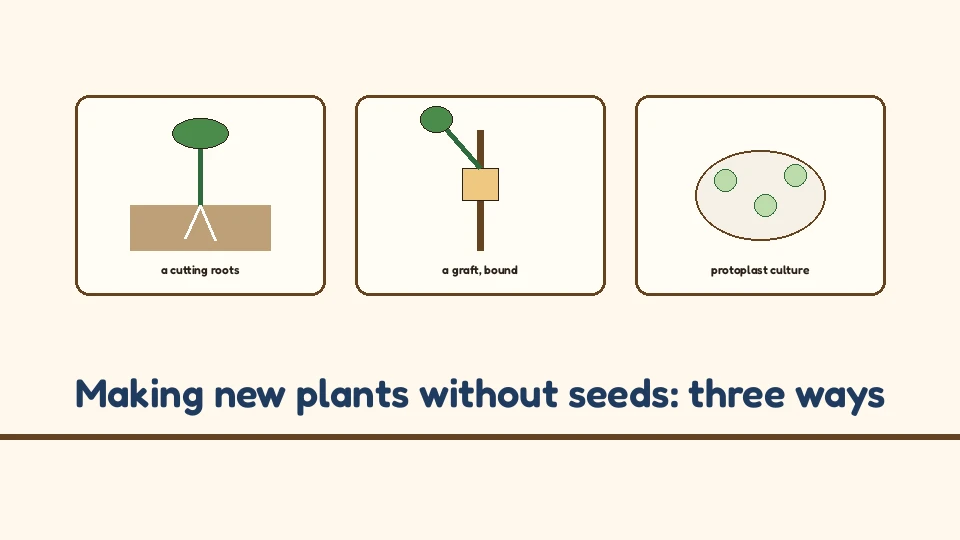 a cutting roots
a graft, bound
protoplast culture
Making new plants without seeds: three ways